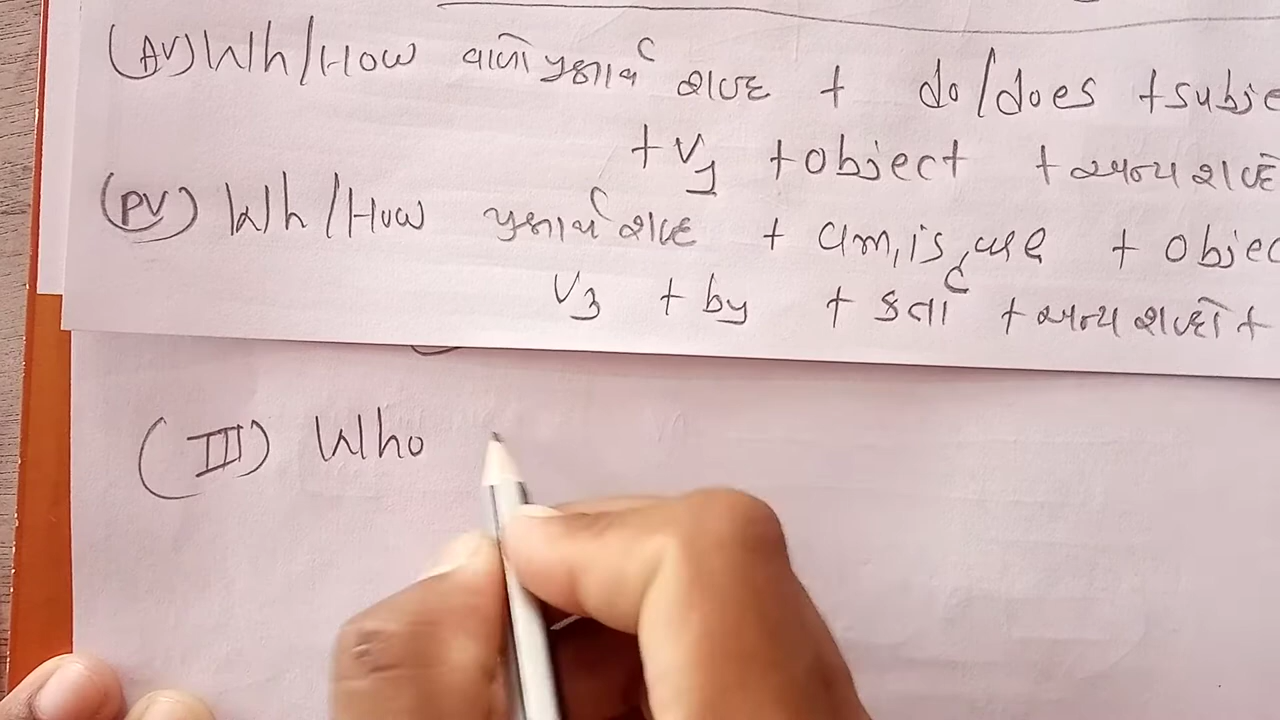 (AV) Wh/How વાળો પ્રશ્નાર્થ શબ્દ + do/does +subje
+ V1 +object + અન્ય શબ્દો
(PV) Wh/How પ્રશ્નાર્થ શબ્દ + am, is, are + objec
V3 + by + કર્તા + અન્ય શબ્દો +
(III) Who